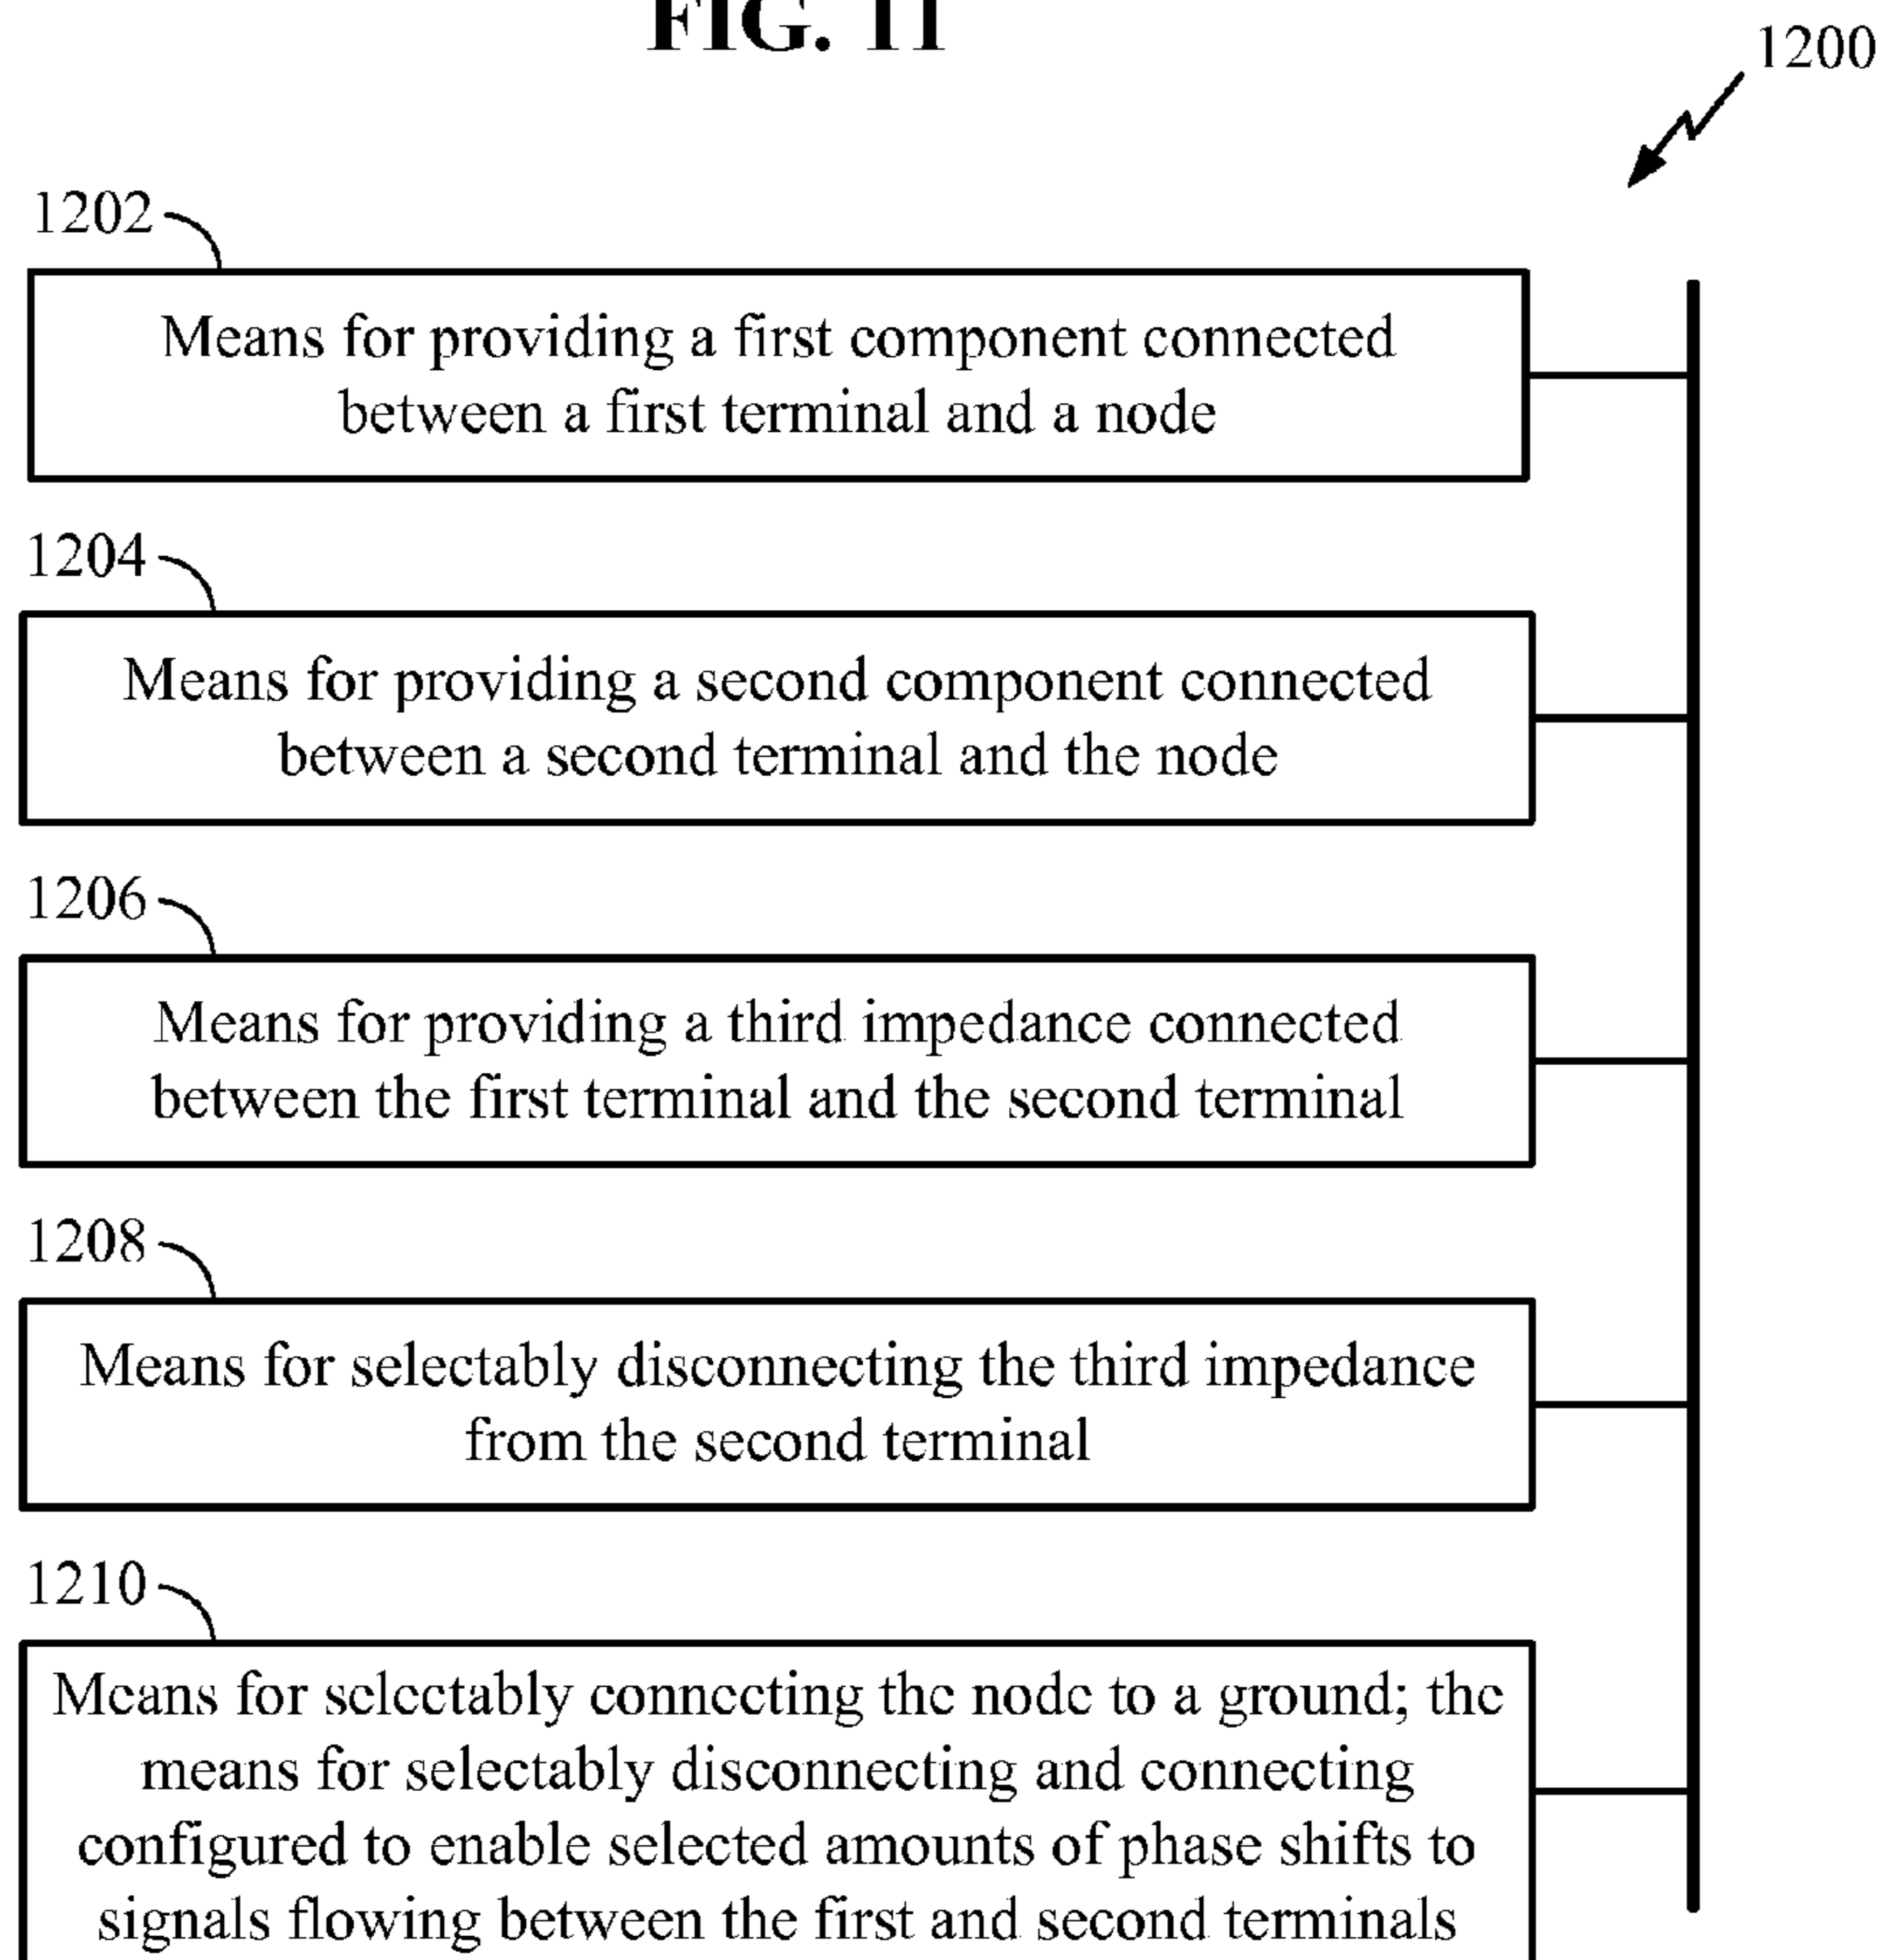 FIG. 11
1200
1202
Means for providing a first component connected
between a first terminal and a node
1204
Means for providing a second component connected
between a second terminal and the node
1206
Means for providing a third impedance connected
between the first terminal and the second terminal
1208
Means for selectably disconnecting the third impedance
from the second terminal
1210
Means for selectably connecting the node to a ground; the
means for selectably disconnecting and connecting
configured to enable selected amounts of phase shifts to
signals flowing between the first and second terminals